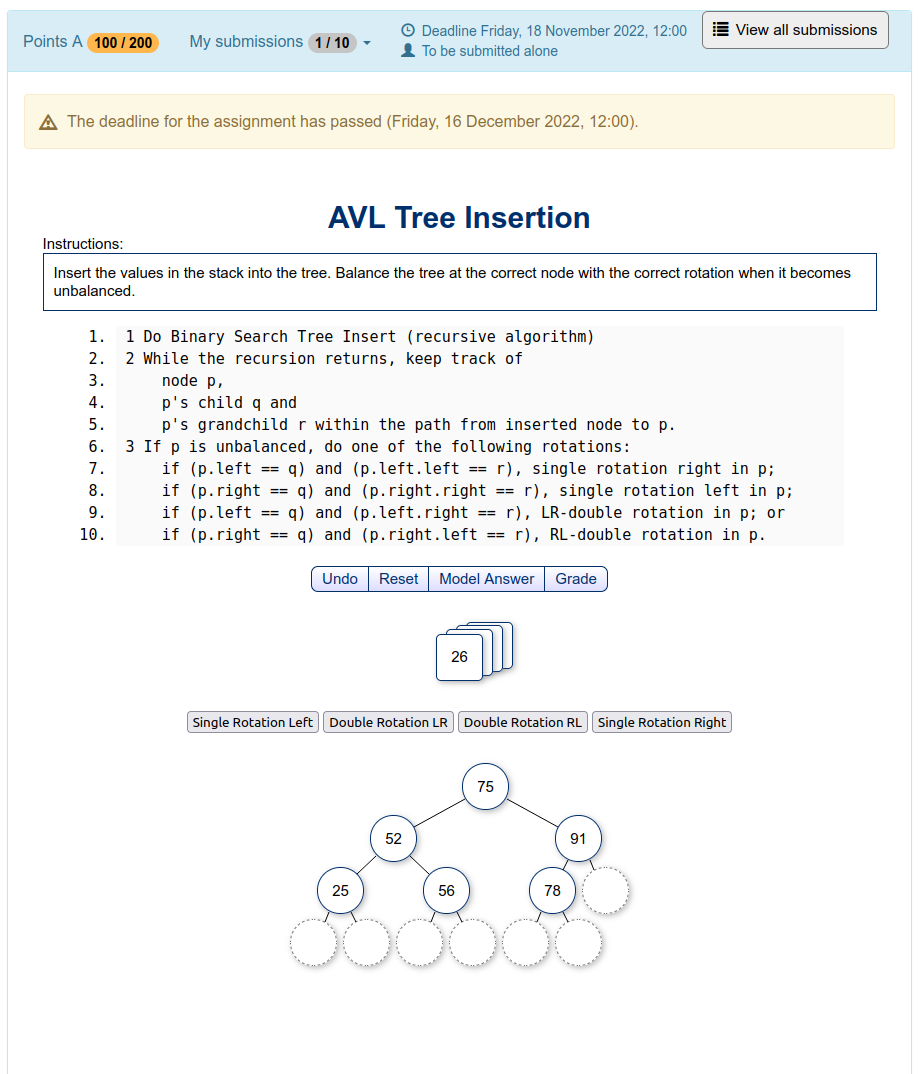 Points A 100 / 200 My submissions 1 / 10
Deadline Friday, 18 November 2022, 12:00
To be submitted alone
View all submissions
The deadline for the assignment has passed (Friday, 16 December 2022, 12:00).
AVL Tree Insertion
Instructions:
Insert the values in the stack into the tree. Balance the tree at the correct node with the correct rotation when it becomes
unbalanced.
1. 1 Do Binary Search Tree Insert (recursive algorithm)
2. 2 While the recursion returns, keep track of
3. node p,
4. p's child q and
5. p's grandchild r within the path from inserted node to p.
6. 3 If p is unbalanced, do one of the following rotations:
7. if (p.left == q) and (p.left.left == r), single rotation right in p;
8. if (p.right == q) and (p.right.right == r), single rotation left in p;
9. if (p.left == q) and (p.left.right == r), LR-double rotation in p; or
10. if (p.right == q) and (p.right.left == r), RL-double rotation in p.
Undo Reset Model Answer Grade
26
Single Rotation Left Double Rotation LR Double Rotation RL Single Rotation Right
75
52 91
25 56 78